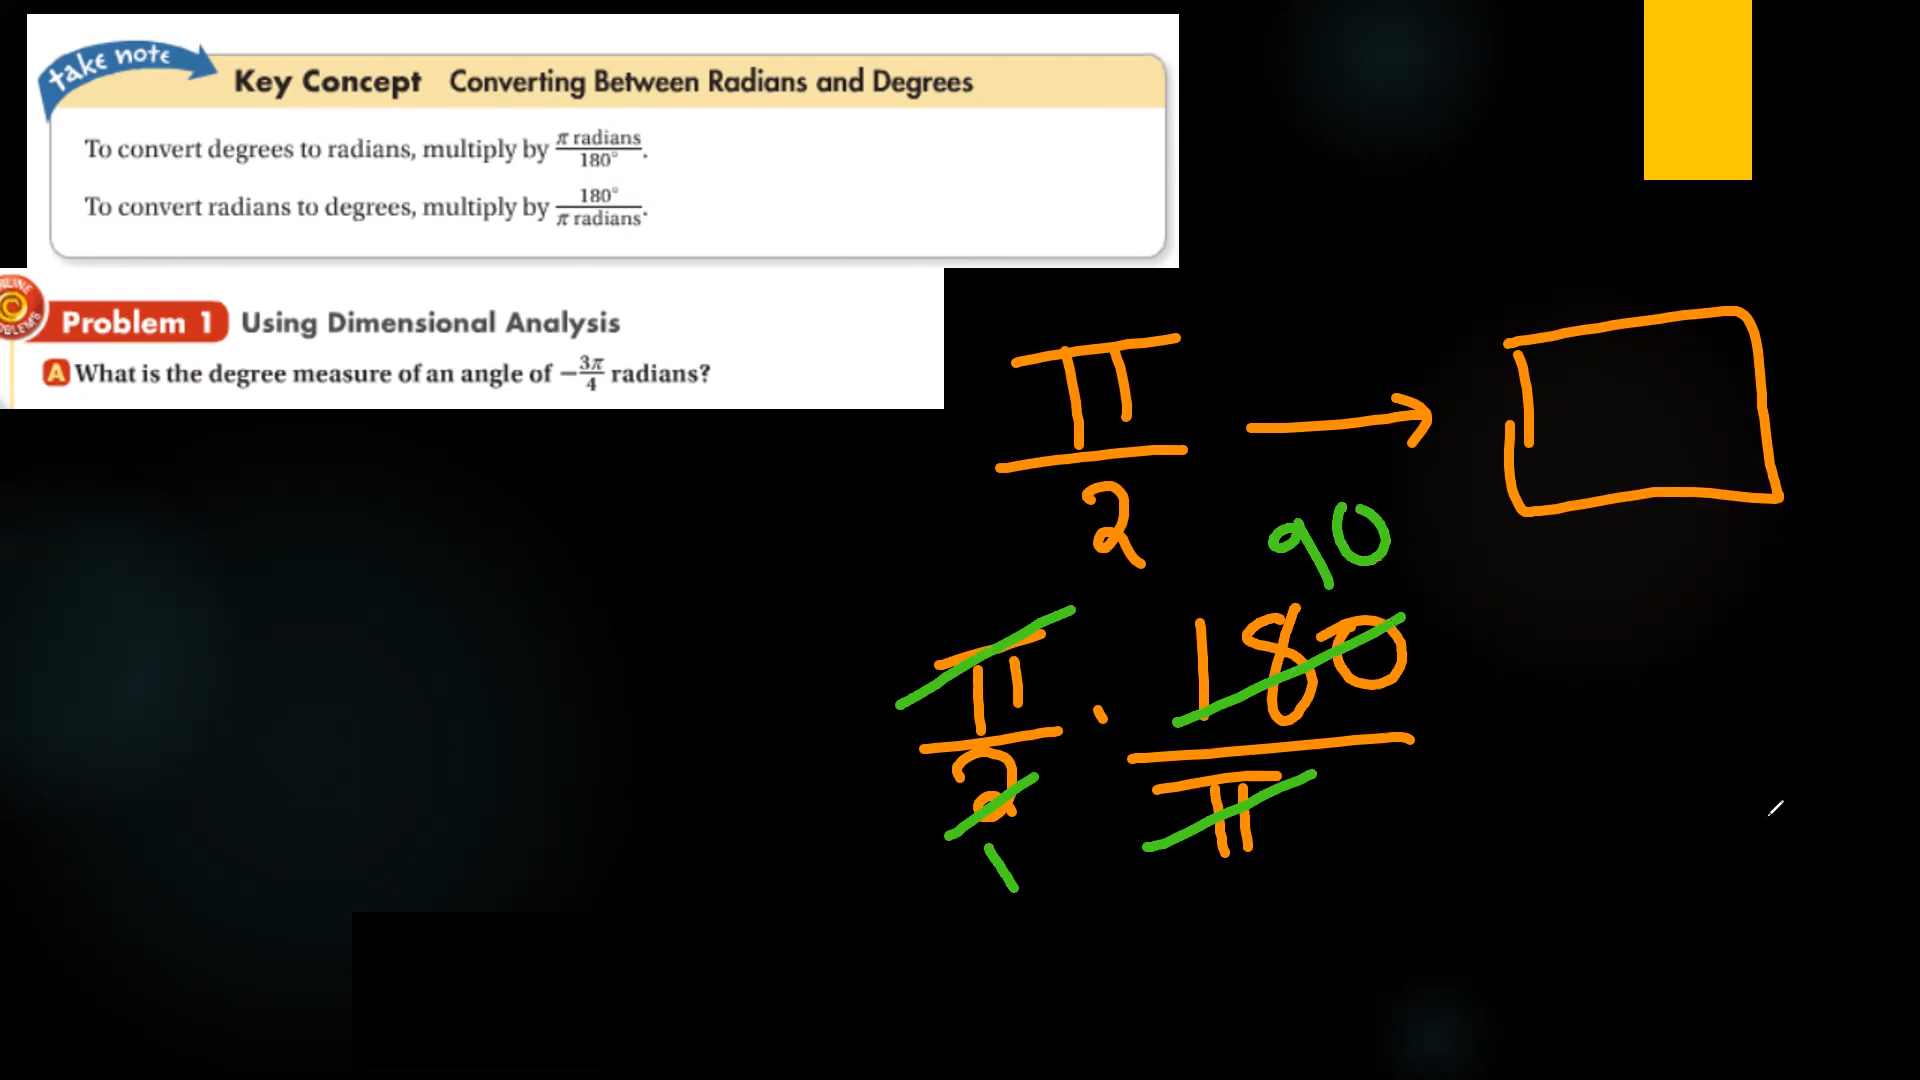 take note
Key Concept Converting Between Radians and Degrees
To convert degrees to radians, multiply by π radians/180°.
To convert radians to degrees, multiply by 180°/π radians.
Problem 1 Using Dimensional Analysis
A What is the degree measure of an angle of −3π/4 radians?
π/2 →
90
π/2 · 180/π
1